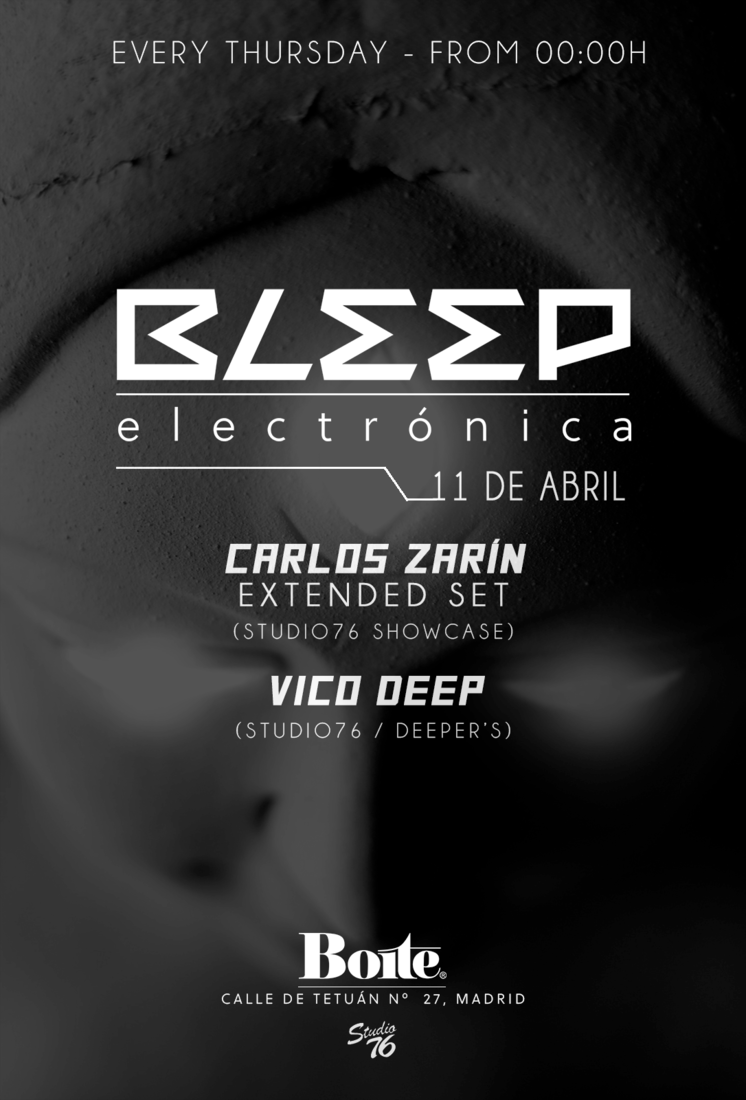 EVERY THURSDAY - FROM 00:00H
BLEEP
electrónica
11 DE ABRIL
CARLOS ZARÍN
EXTENDED SET
(STUDIO76 SHOWCASE)
VICO DEEP
(STUDIO76 / DEEPER'S)
Boite®
CALLE DE TETUÁN Nº 27, MADRID
Studio
76